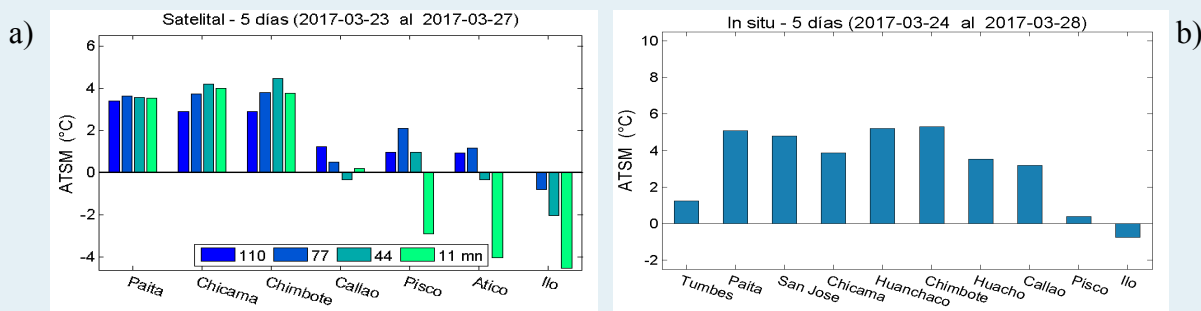 a)
Satelital - 5 días (2017-03-23 al 2017-03-27)
ATSM (°C)
6
4
2
0
-2
-4
110 77 44 11 mn
Paita Chicama Chimbote Callao Pisco Atico Ilo
b)
In situ - 5 días (2017-03-24 al 2017-03-28)
ATSM (°C)
10
8
6
4
2
0
-2
Tumbes Paita San Jose Chicama Huanchaco Chimbote Huacho Callao Pisco Ilo